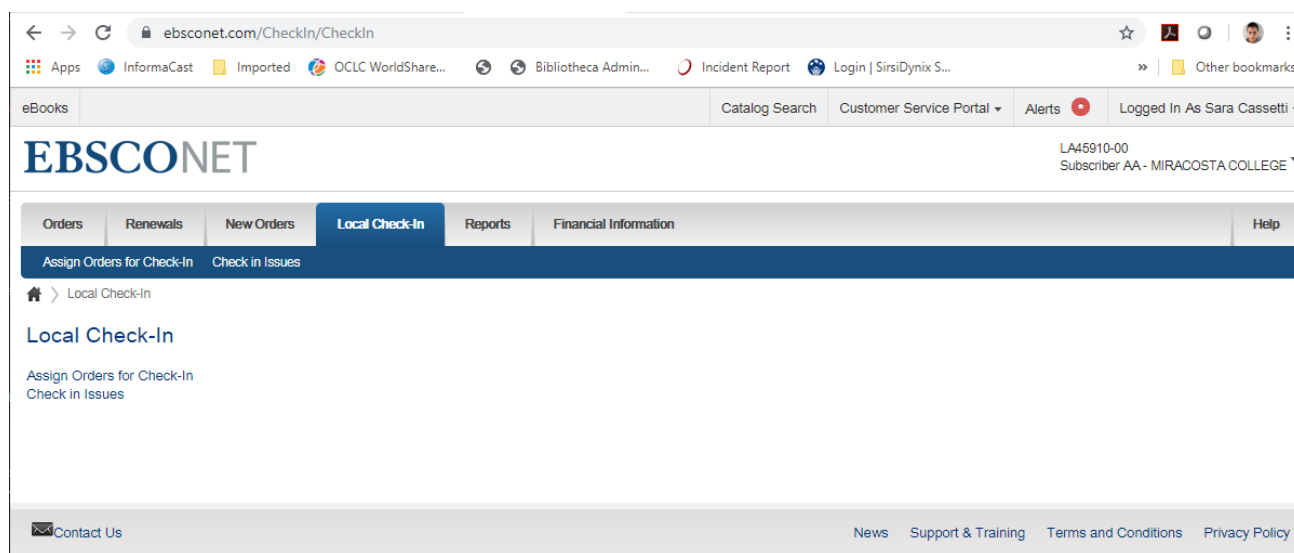 ebsconet.com/CheckIn/CheckIn
Apps InformaCast Imported OCLC WorldShare... Bibliotheca Admin... Incident Report Login | SirsiDynix S... » Other bookmarks
eBooks Catalog Search Customer Service Portal Alerts Logged In As Sara Cassetti
EBSCONET
LA45910-00
Subscriber AA - MIRACOSTA COLLEGE
Orders Renewals New Orders Local Check-In Reports Financial Information Help
Assign Orders for Check-In Check in Issues
Local Check-In
Local Check-In
Assign Orders for Check-In
Check in Issues
Contact Us News Support & Training Terms and Conditions Privacy Policy